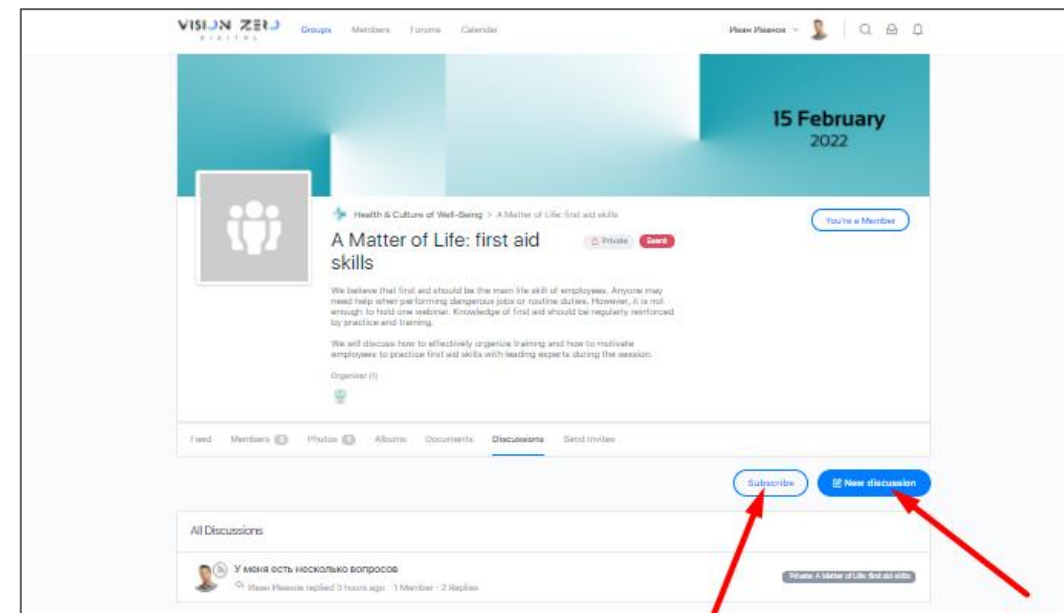 VISION ZERO
DIGITAL
Groups Members Forums Calendar
Иван Иванов
15 February
2022
Health & Culture of Well-Being > A Matter of Life: first aid skills
You're a Member
A Matter of Life: first aid
skills
Private Event
We believe that first aid should be the main life skill of employees. Anyone may
need help when performing dangerous jobs or routine duties. However, it is not
enough to hold one webinar. Knowledge of first aid should be regularly reinforced
by practice and training.
We will discuss how to effectively organize training and how to motivate
employees to practice first aid skills with leading experts during the session.
Organizer (1)
Feed Members Photos Albums Documents Discussions Send Invites
Subscribe New discussion
All Discussions
У меня есть несколько вопросов
Иван Иванов replied 3 hours ago · 1 Member · 2 Replies
Private: A Matter of Life: first aid skills